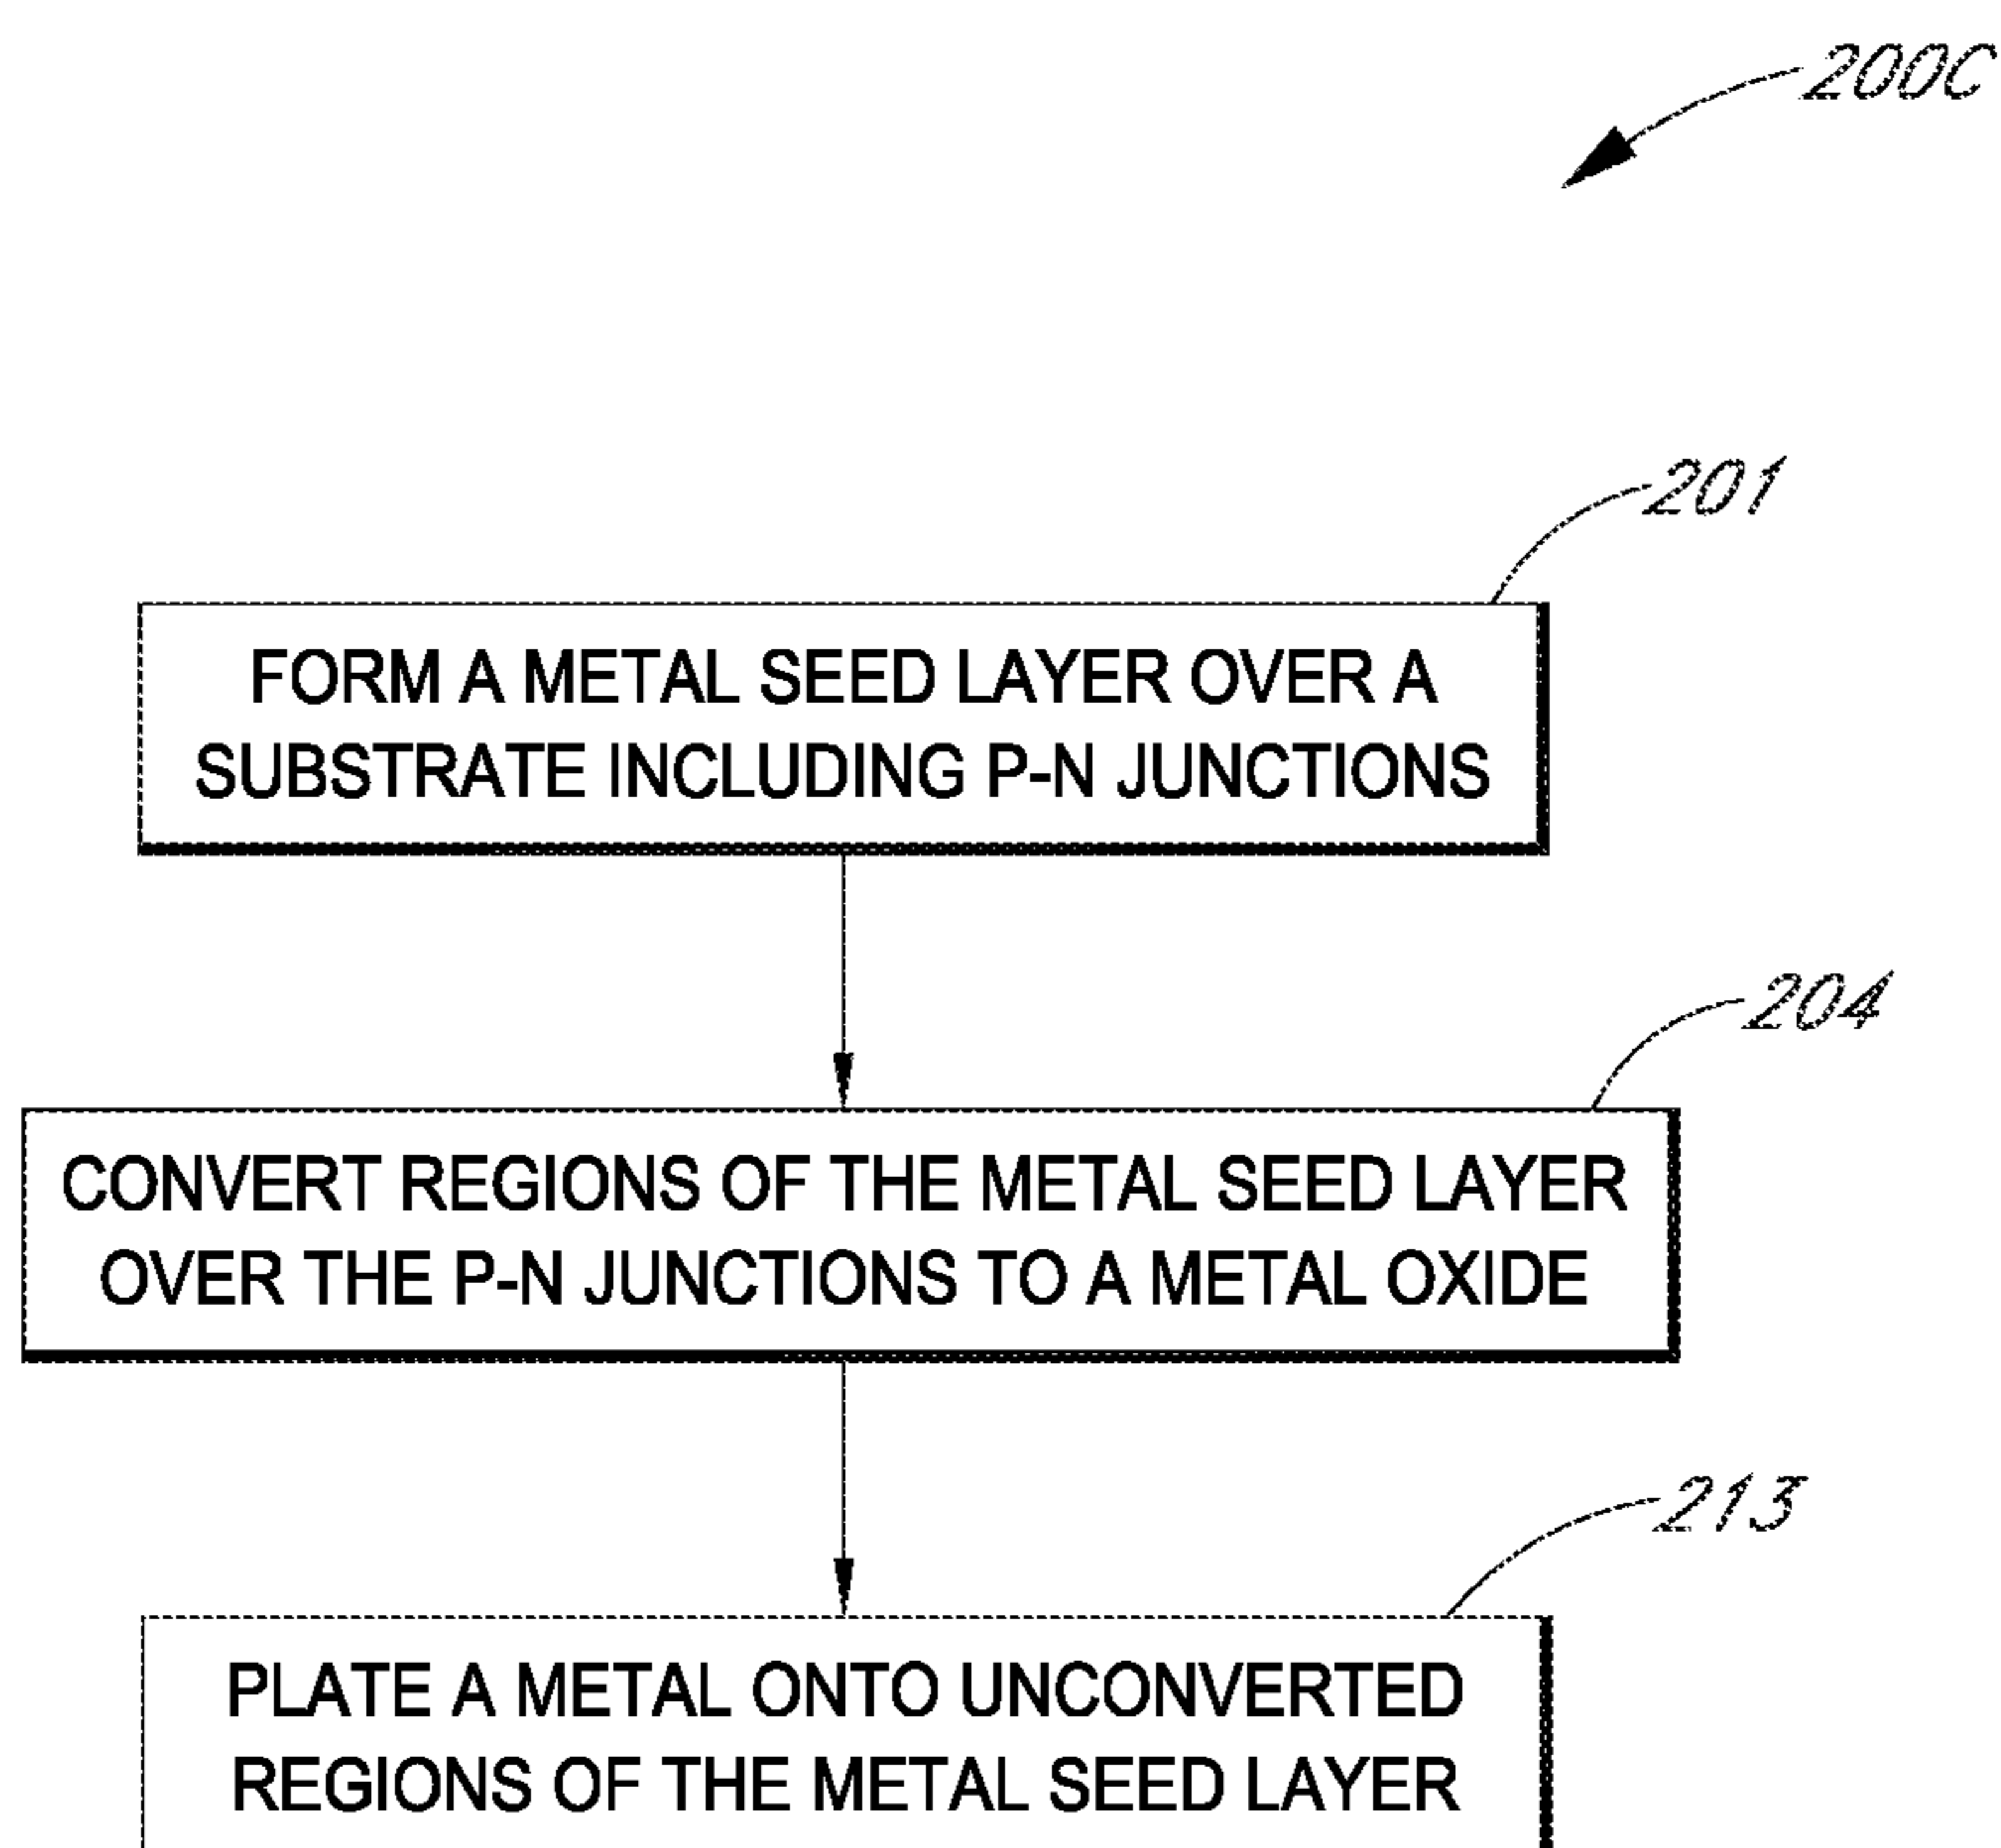 200C
201
FORM A METAL SEED LAYER OVER A
SUBSTRATE INCLUDING P-N JUNCTIONS
204
CONVERT REGIONS OF THE METAL SEED LAYER
OVER THE P-N JUNCTIONS TO A METAL OXIDE
213
PLATE A METAL ONTO UNCONVERTED
REGIONS OF THE METAL SEED LAYER